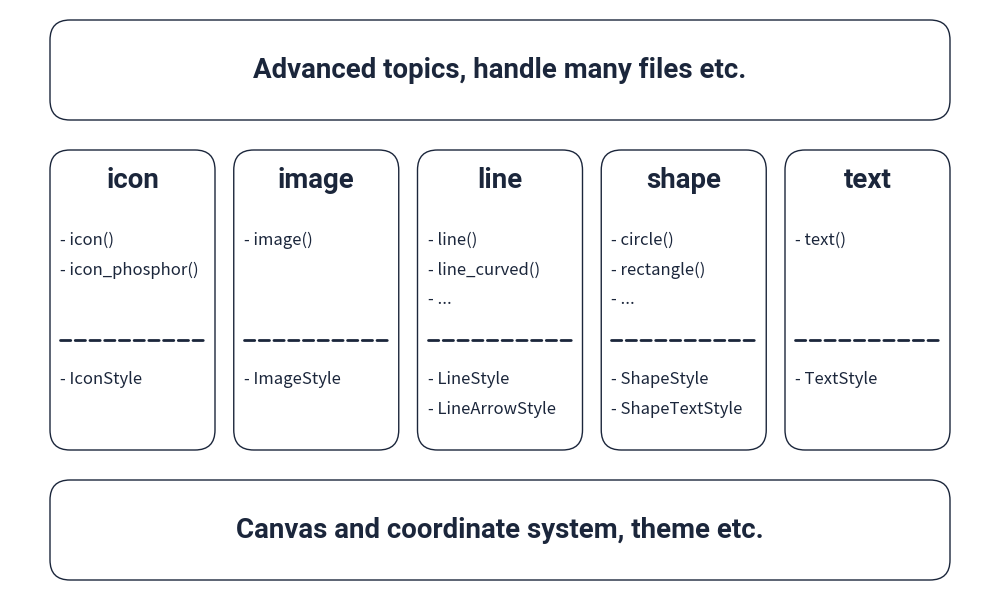 Advanced topics, handle many files etc.
icon
- icon()
- icon_phosphor()
- IconStyle
image
- image()
- ImageStyle
line
- line()
- line_curved()
- ...
- LineStyle
- LineArrowStyle
shape
- circle()
- rectangle()
- ...
- ShapeStyle
- ShapeTextStyle
text
- text()
- TextStyle
Canvas and coordinate system, theme etc.